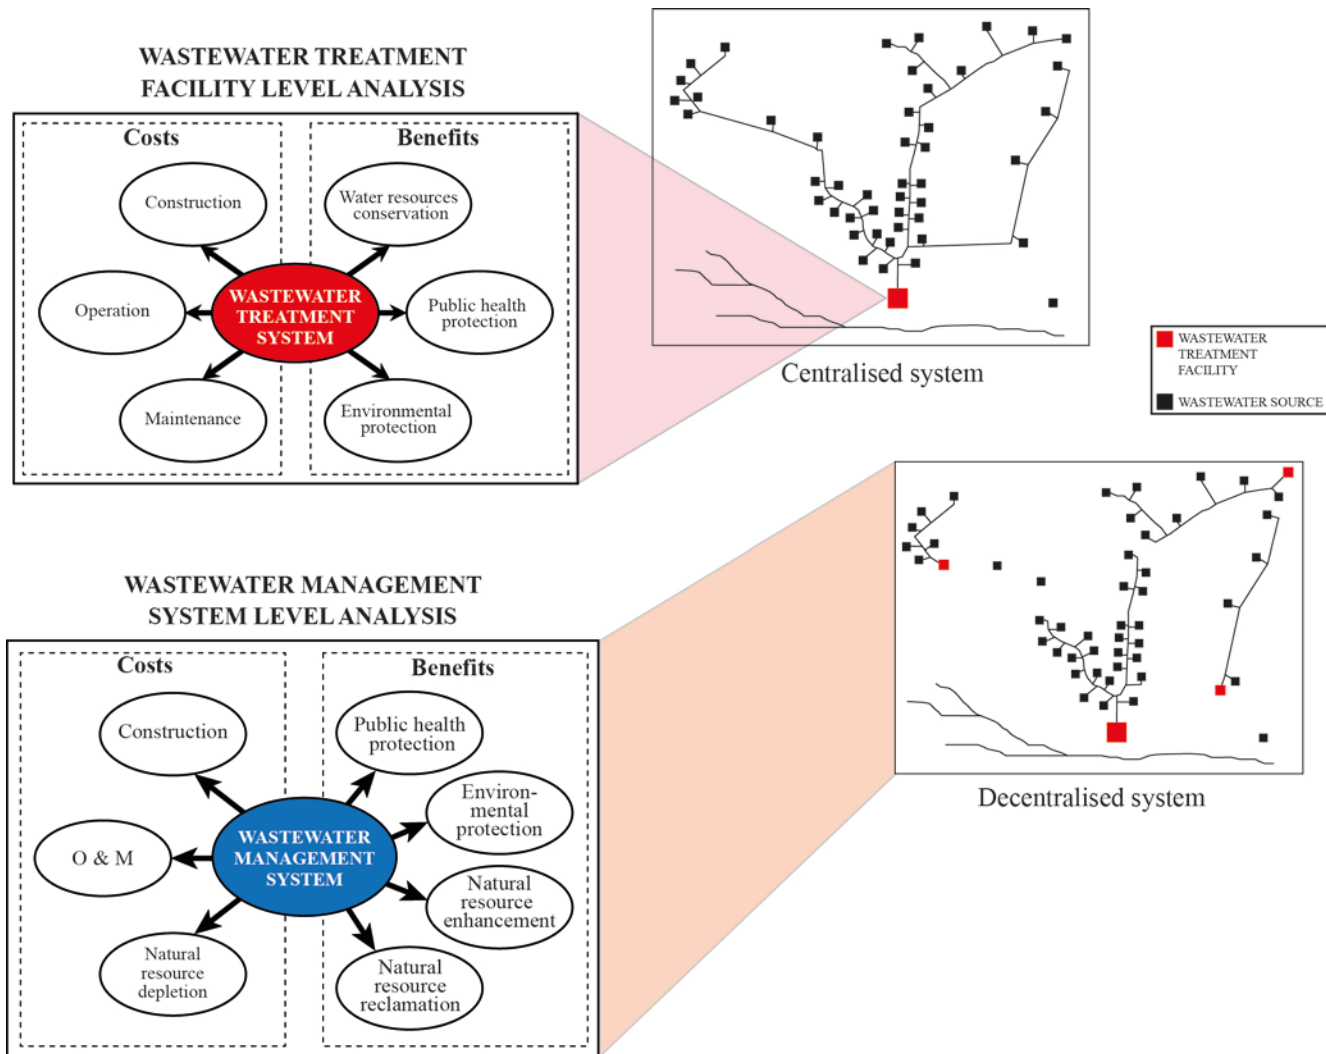 WASTEWATER TREATMENT
FACILITY LEVEL ANALYSIS
Costs
Benefits
Construction
Water resources
conservation
Operation
WASTEWATER
TREATMENT
SYSTEM
Public health
protection
Maintenance
Environmental
protection
Centralised system
WASTEWATER
TREATMENT
FACILITY
WASTEWATER SOURCE
WASTEWATER MANAGEMENT
SYSTEM LEVEL ANALYSIS
Costs
Benefits
Construction
Public health
protection
Environ-
mental
protection
O & M
WASTEWATER
MANAGEMENT
SYSTEM
Natural
resource
enhancement
Natural
resource
depletion
Natural
resource
reclamation
Decentralised system